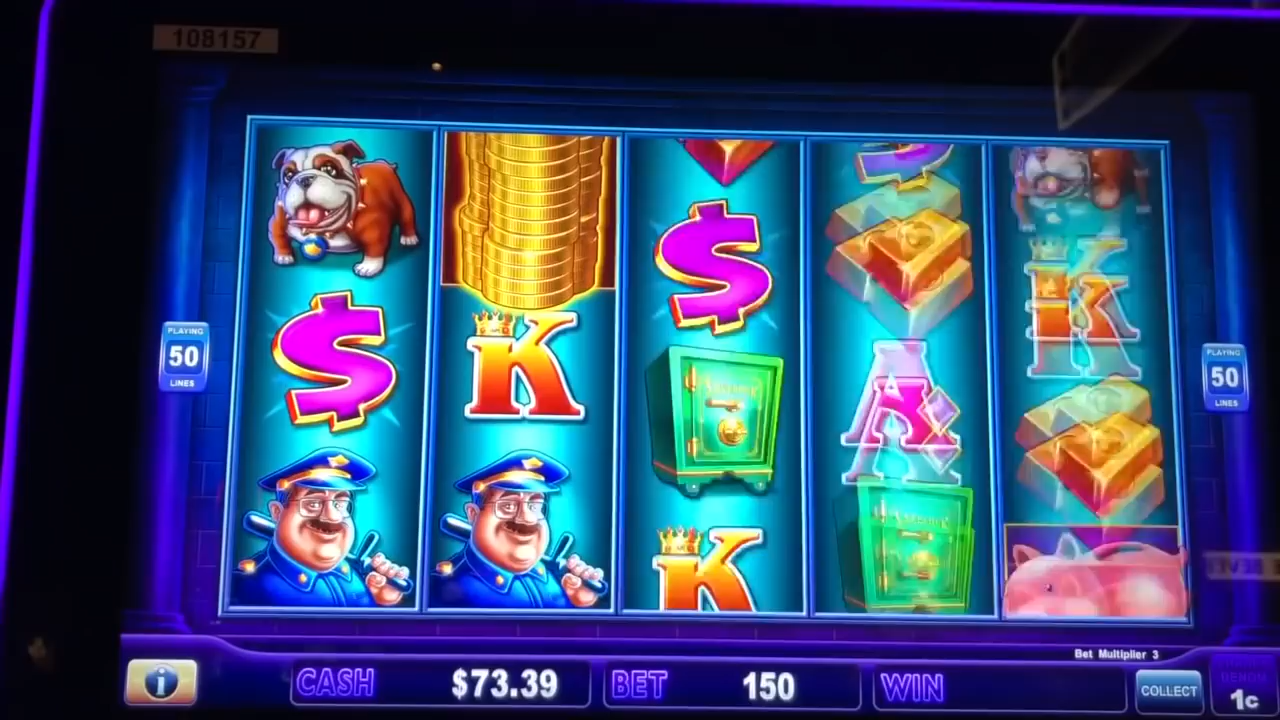 108157
$
K
$
K
K
A
$
K
PLAYING
50
LINES
PLAYING
50
LINES
Bet Multiplier 3
CASH $73.39 BET 150 WIN COLLECT
1c